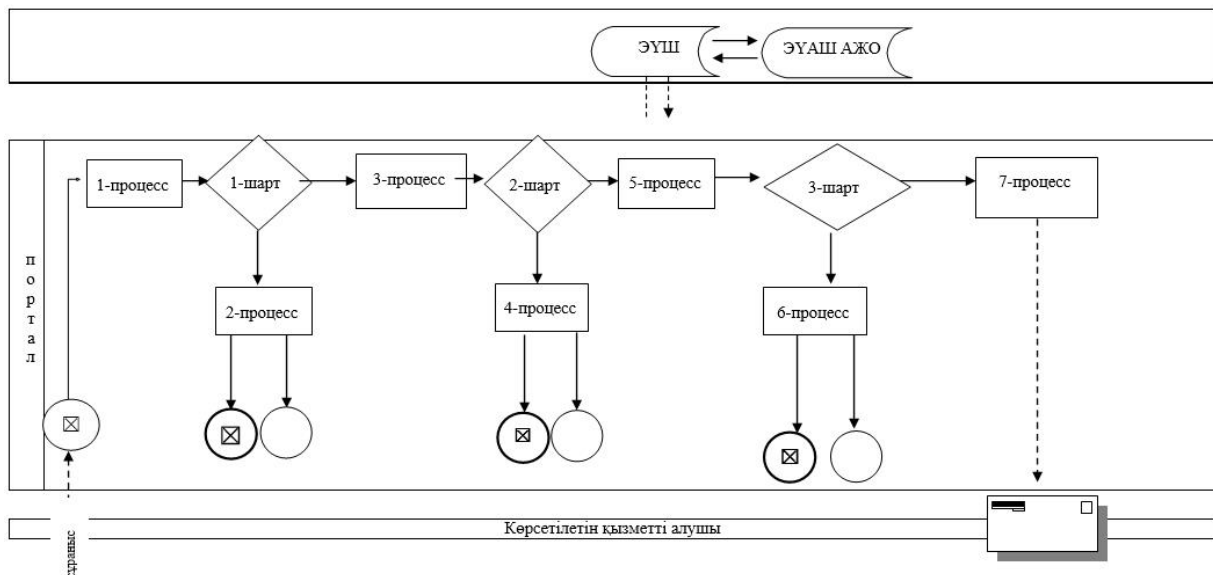 ЭҮШ
ЭҮАШ АЖО
1-процесс
1-шарт
3-процесс
2-шарт
5-процесс
3-шарт
7-процесс
портал
2-процесс
4-процесс
6-процесс
Көрсетілетін қызметті алушы